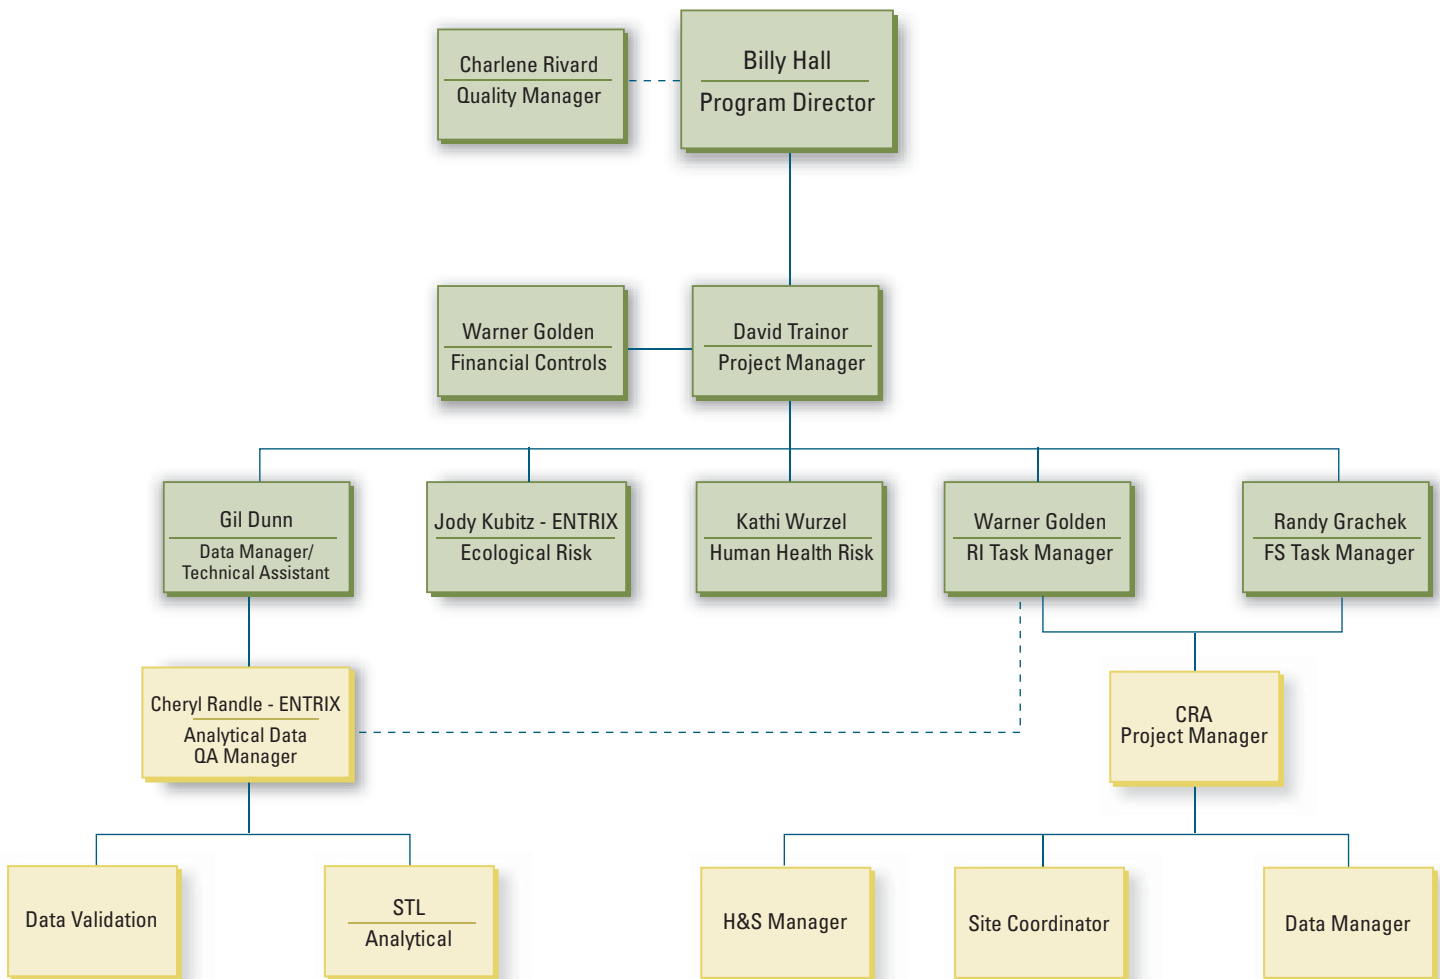 Charlene Rivard
Quality Manager
Billy Hall
Program Director
Warner Golden
Financial Controls
David Trainor
Project Manager
Gil Dunn
Data Manager/
Technical Assistant
Jody Kubitz - ENTRIX
Ecological Risk
Kathi Wurzel
Human Health Risk
Warner Golden
RI Task Manager
Randy Grachek
FS Task Manager
Cheryl Randle - ENTRIX
Analytical Data
QA Manager
CRA
Project Manager
Data Validation
STL
Analytical
H&S Manager
Site Coordinator
Data Manager